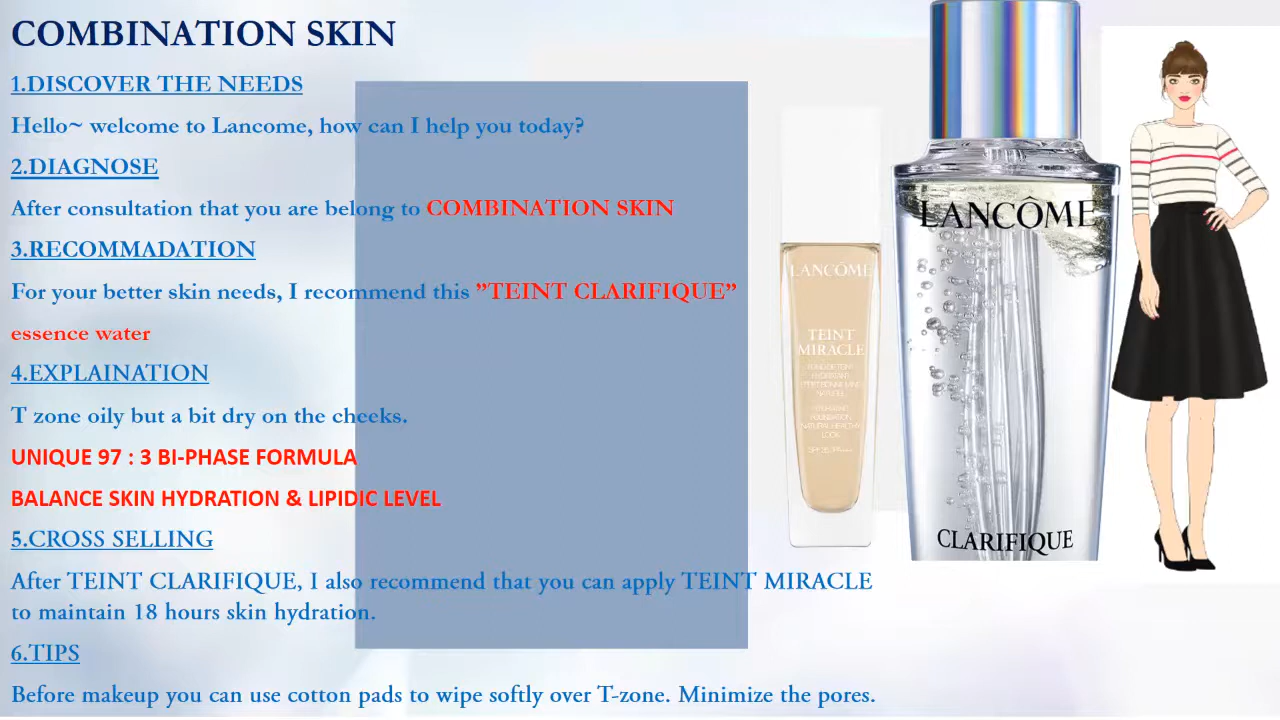 COMBINATION SKIN
1.DISCOVER THE NEEDS
Hello~ welcome to Lancome, how can I help you today?
2.DIAGNOSE
After consultation that you are belong to COMBINATION SKIN
3.RECOMMADATION
For your better skin needs, I recommend this ”TEINT CLARIFIQUE”
essence water
4.EXPLAINATION
T zone oily but a bit dry on the cheeks.
UNIQUE 97 : 3 BI-PHASE FORMULA
BALANCE SKIN HYDRATION & LIPIDIC LEVEL
5.CROSS SELLING
After TEINT CLARIFIQUE, I also recommend that you can apply TEINT MIRACLE
to maintain 18 hours skin hydration.
6.TIPS
Before makeup you can use cotton pads to wipe softly over T-zone. Minimize the pores.
LANCÔME
TEINT
MIRACLE
NATURAL HEALTHY
LOOK
LANCÔME
CLARIFIQUE